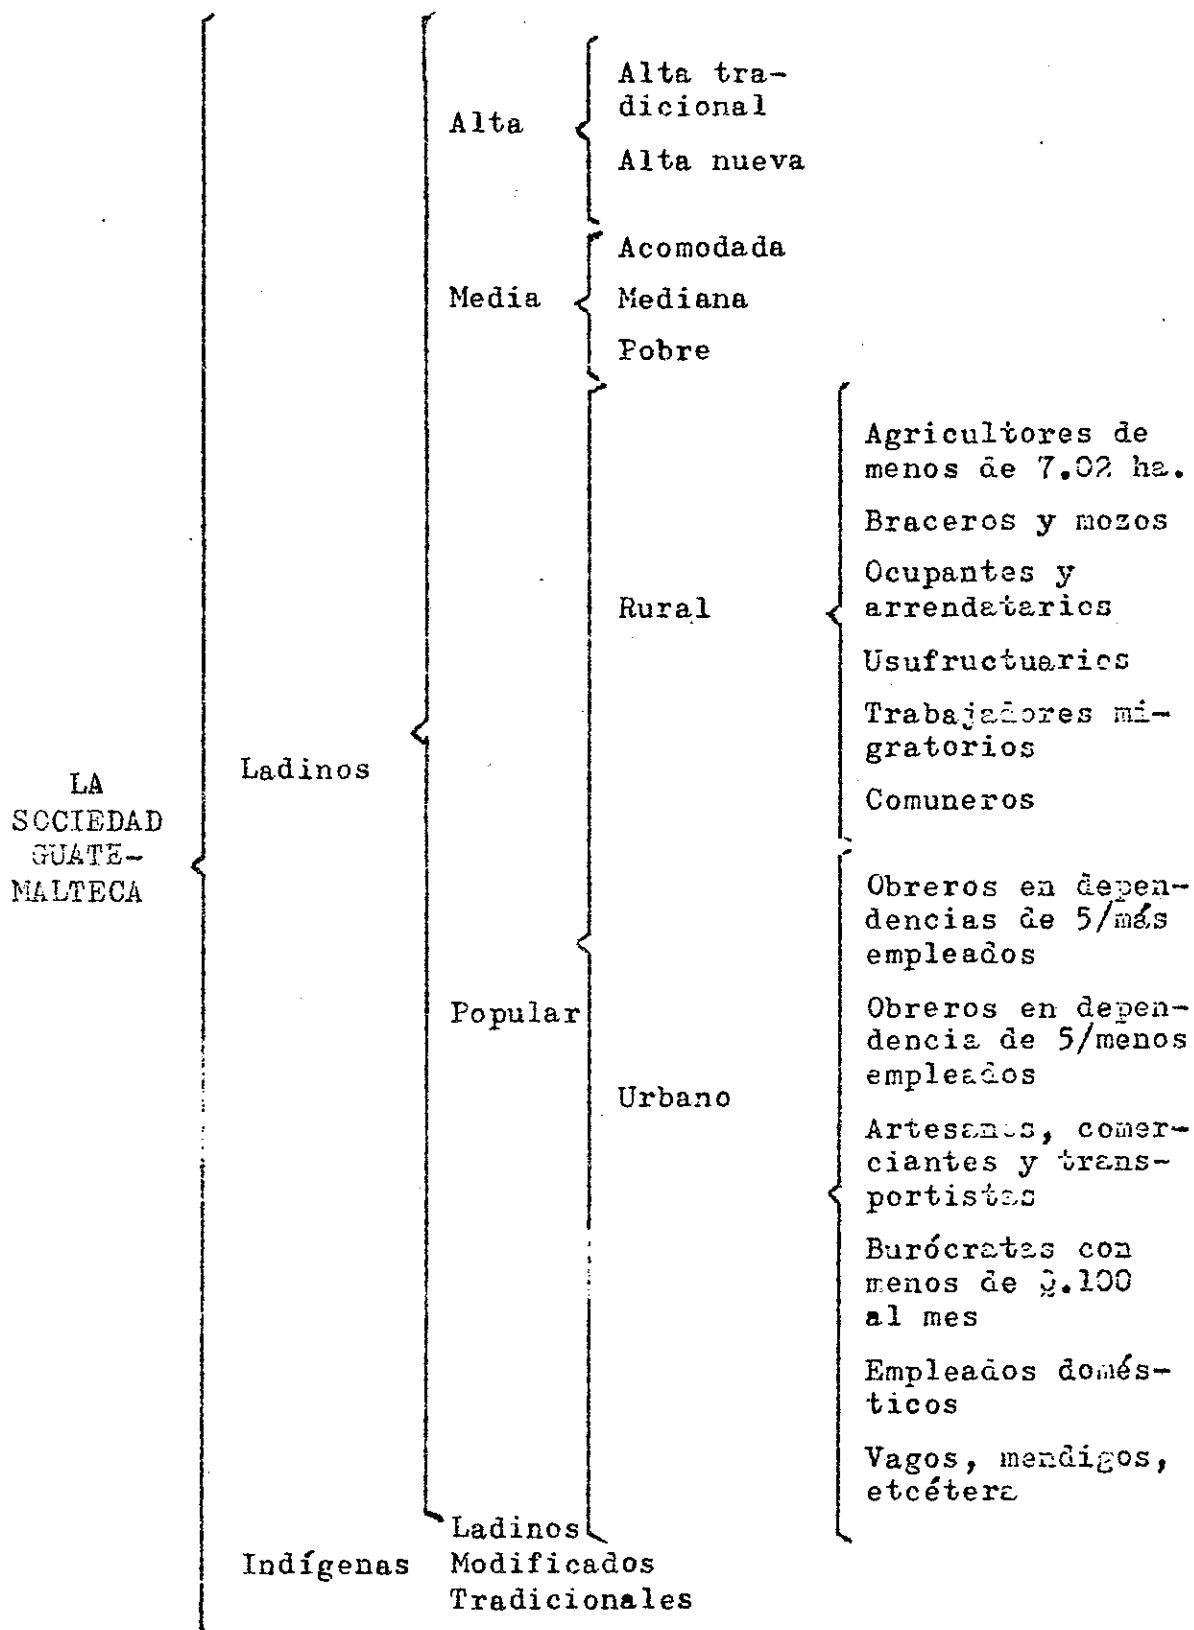 LA
SOCIEDAD
GUATE-
MALTECA
Ladinos
Alta
Alta tra-
dicional
Alta nueva
Media
Acomodada
Mediana
Pobre
Popular
Rural
Agricultores de
menos de 7.02 ha.
Braceros y mozos
Ocupantes y
arrendatarios
Usufructuarios
Trabajadores mi-
gratorios
Comuneros
Urbano
Obreros en depen-
dencias de 5/más
empleados
Obreros en depen-
dencia de 5/menos
empleados
Artesanos, comer-
ciantes y trans-
portistas
Burócratas con
menos de Q.100
al mes
Empleados domés-
ticos
Vagos, mendigos,
etcétera
Indígenas
Ladinos
Modificados
Tradicionales